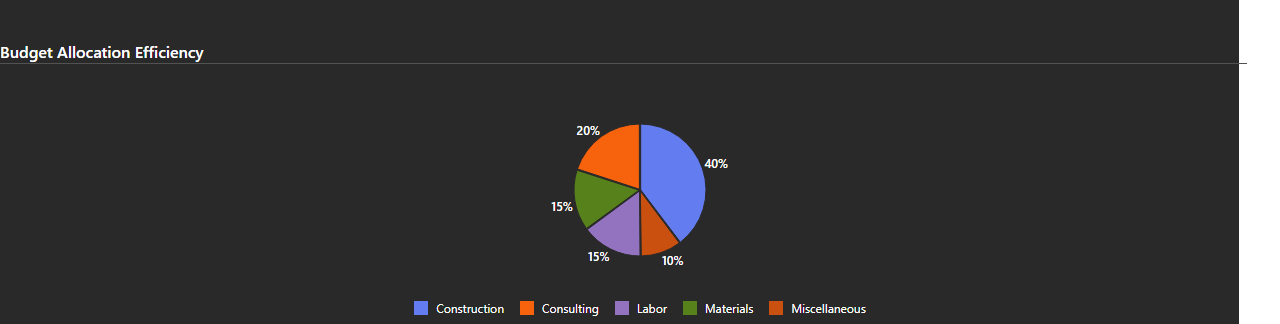 Budget Allocation Efficiency
20%
40%
15%
15%
10%
Construction Consulting Labor Materials Miscellaneous